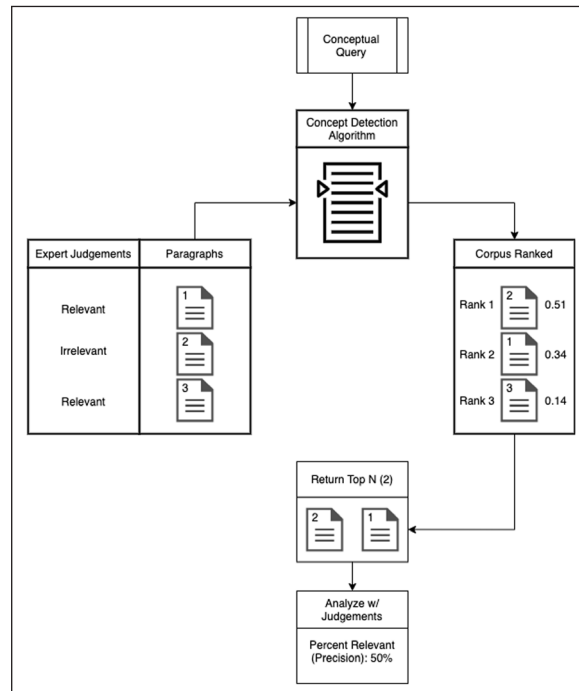 Conceptual
Query
Concept Detection
Algorithm
Expert Judgements
Paragraphs
Relevant
1
Irrelevant
2
Relevant
3
Corpus Ranked
Rank 1
2
0.51
Rank 2
1
0.34
Rank 3
3
0.14
Return Top N (2)
2
1
Analyze w/
Judgements
Percent Relevant
(Precision): 50%